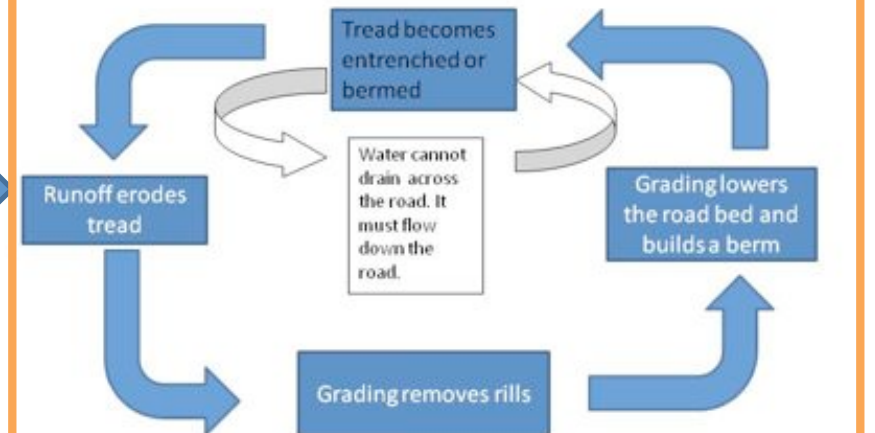 Tread becomes
entrenched or
bermed
Water cannot
drain across
the road. It
must flow
down the
road.
Runoff erodes
tread
Grading lowers
the road bed and
builds a berm
Grading removes rills